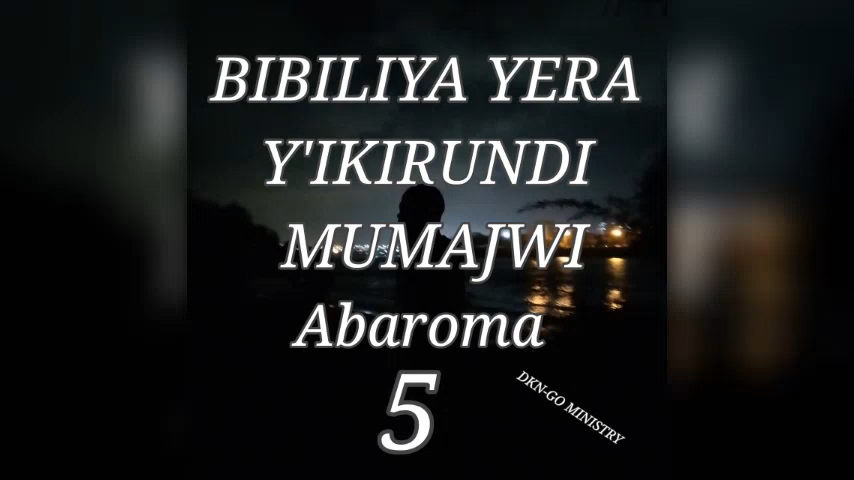 BIBILIYA YERA
Y'IKIRUNDI
MUMAJWI
Abaroma
5
DKN-GO MINISTRY